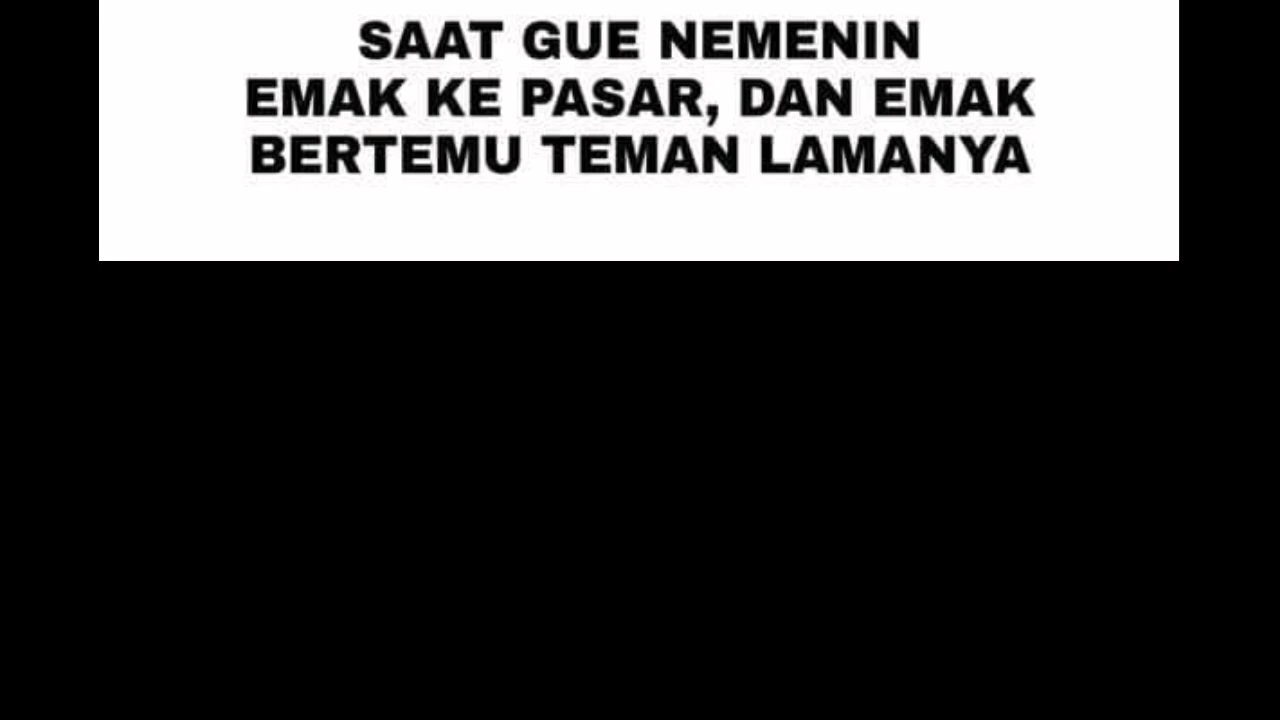 SAAT GUE NEMENIN
EMAK KE PASAR, DAN EMAK
BERTEMU TEMAN LAMANYA